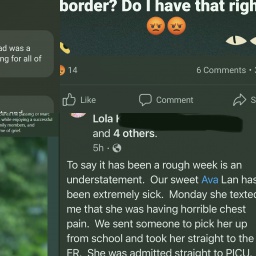 border? Do I have that righ
ad was a
ng for all of
14
6 Comments •
Like
Comment
S
while enjoying a successful
Lola
and 4 others.
5h •
To say it has been a rough week is an
understatement. Our sweet Ava Lan has
been extremely sick. Monday she texted
me that she was having horrible chest
pain. We sent someone to pick her up
from school and took her straight to the
ER. She was admitted straight to PICU.